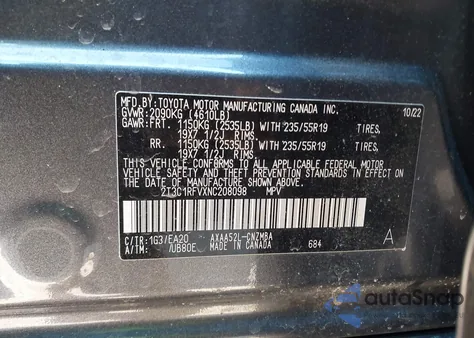 MFD.BY:TOYOTA MOTOR MANUFACTURING CANADA INC. 10/22
GVWR:2090KG (4610LB)
GAWR:FRT. 1150KG (2535LB) WITH 235/55R19 TIRES,
19X7 1/2J RIMS,
RR. 1150KG (2535LB) WITH 235/55R19 TIRES,
19X7 1/2J RIMS,
THIS VEHICLE CONFORMS TO ALL APPLICABLE FEDERAL MOTOR
VEHICLE SAFETY AND THEFT PREVENTION STANDARDS IN EFFECT
ON THE DATE OF MANUFACTURE SHOWN ABOVE.
2T3C1RFVXNC208098 MPV
C/TR:1G3/EA20 AXAA52L-CNZMBA
A/TM: /UB80E MADE IN CANADA 684 A
autoSnap